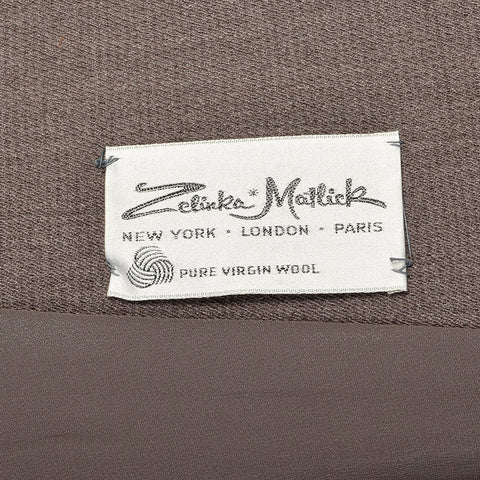 Zelinka*Matlick
NEW YORK · LONDON · PARIS
PURE VIRGIN WOOL